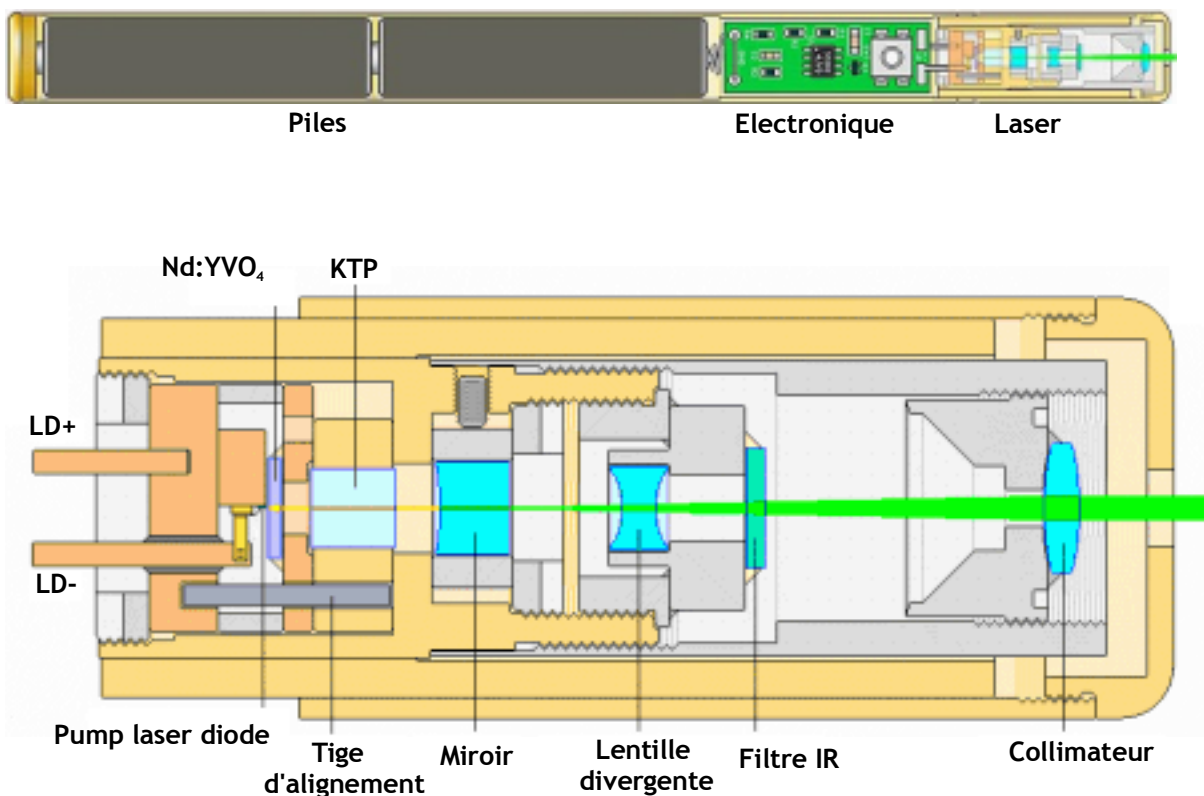 Piles
Electronique
Laser
Nd:YVO₄
KTP
LD+
LD-
Pump laser diode
Tige
d'alignement
Miroir
Lentille
divergente
Filtre IR
Collimateur